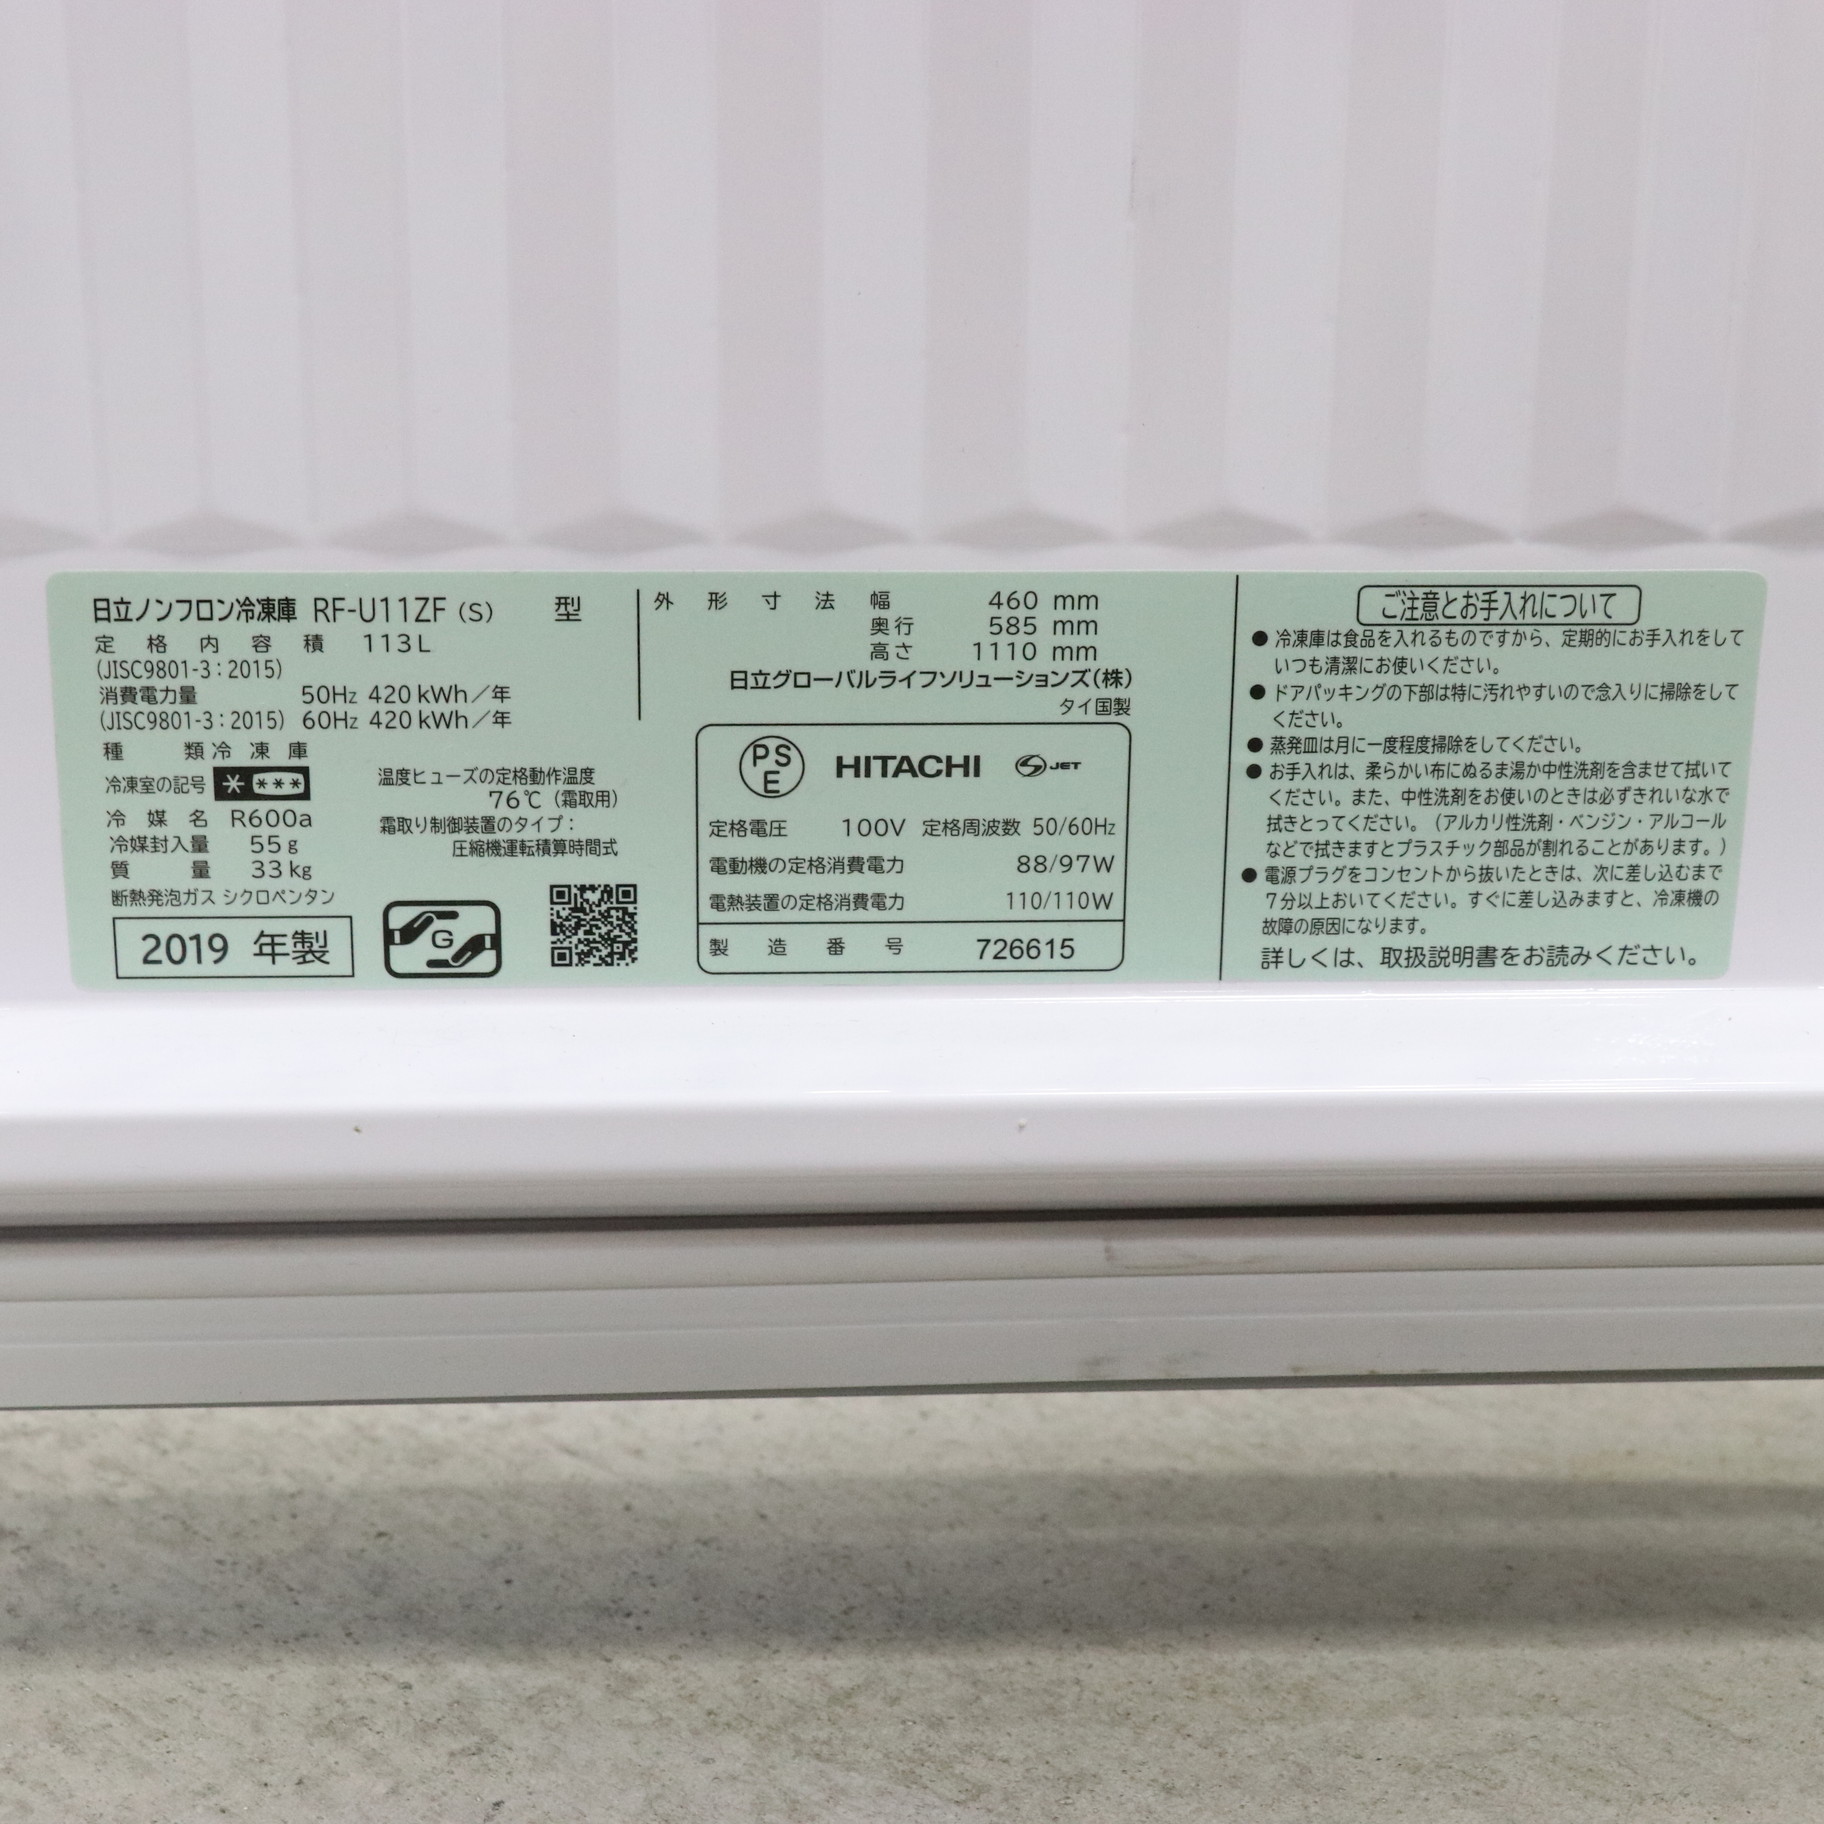 日立ノンフロン冷凍庫 RF-U11ZF (S) 型
定格内容積 113L
(JISC9801-3:2015)
消費電力量 50Hz 420kWh/年
(JISC9801-3:2015) 60Hz 420kWh/年
種類 冷凍庫
冷凍室の記号 * ***
冷媒名 R600a
冷媒封入量 55g
質量 33kg
断熱発泡ガス シクロペンタン
2019 年製
温度ヒューズの定格動作温度
76℃(霜取用)
霜取り制御装置のタイプ:
圧縮機運転積算時間式
G
外形寸法 幅 460 mm
奥行 585 mm
高さ 1110 mm
日立グローバルライフソリューションズ(株)
タイ国製
PSE HITACHI S JET
定格電圧 100V 定格周波数 50/60Hz
電動機の定格消費電力 88/97W
電熱装置の定格消費電力 110/110W
製造番号 726615
ご注意とお手入れについて
●冷凍庫は食品を入れるものですから、定期的にお手入れをして
いつも清潔にお使いください。
●ドアパッキングの下部は特に汚れやすいので念入りに掃除をして
ください。
●蒸発皿は月に一度程度掃除をしてください。
●お手入れは、柔らかい布にぬるま湯か中性洗剤を含ませて拭いて
ください。また、中性洗剤をお使いのときは必ずきれいな水で
拭きとってください。(アルカリ性洗剤・ベンジン・アルコール
などで拭きますとプラスチック部品が割れることがあります。)
●電源プラグをコンセントから抜いたときは、次に差し込むまで
7分以上おいてください。すぐに差し込みますと、冷凍機の
故障の原因になります。
詳しくは、取扱説明書をお読みください。